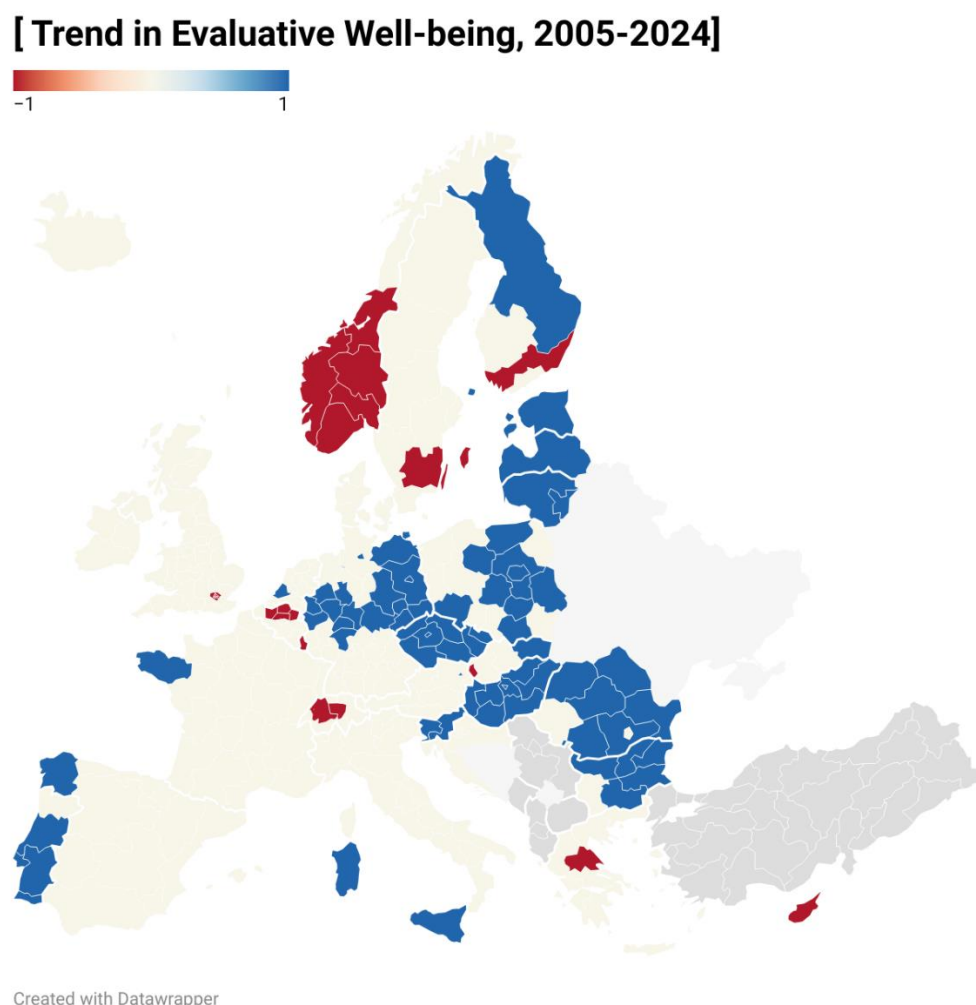 [ Trend in Evaluative Well-being, 2005-2024]
−1 1
Created with Datawrapper